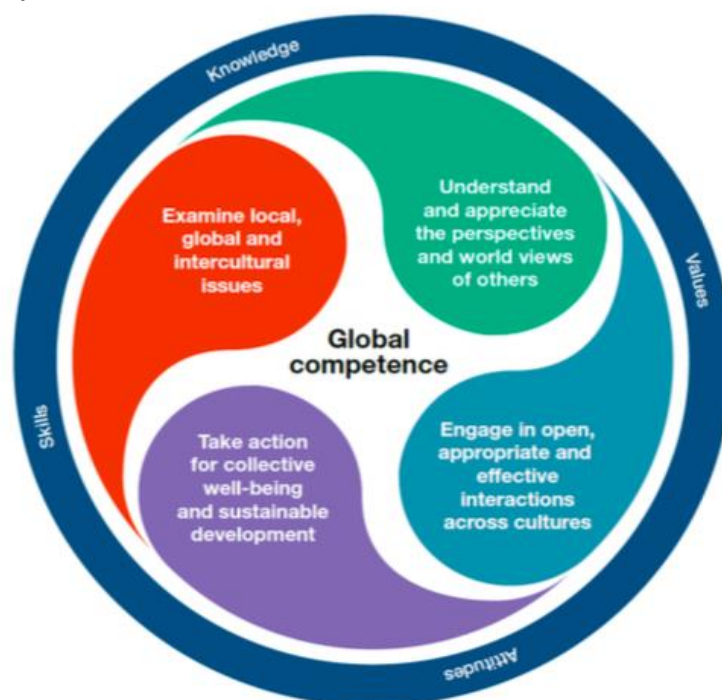 Knowledge
Values
Attitudes
Skills
Examine local,
global and
intercultural
issues
Understand
and appreciate
the perspectives
and world views
of others
Global
competence
Take action
for collective
well-being
and sustainable
development
Engage in open,
appropriate and
effective
interactions
across cultures